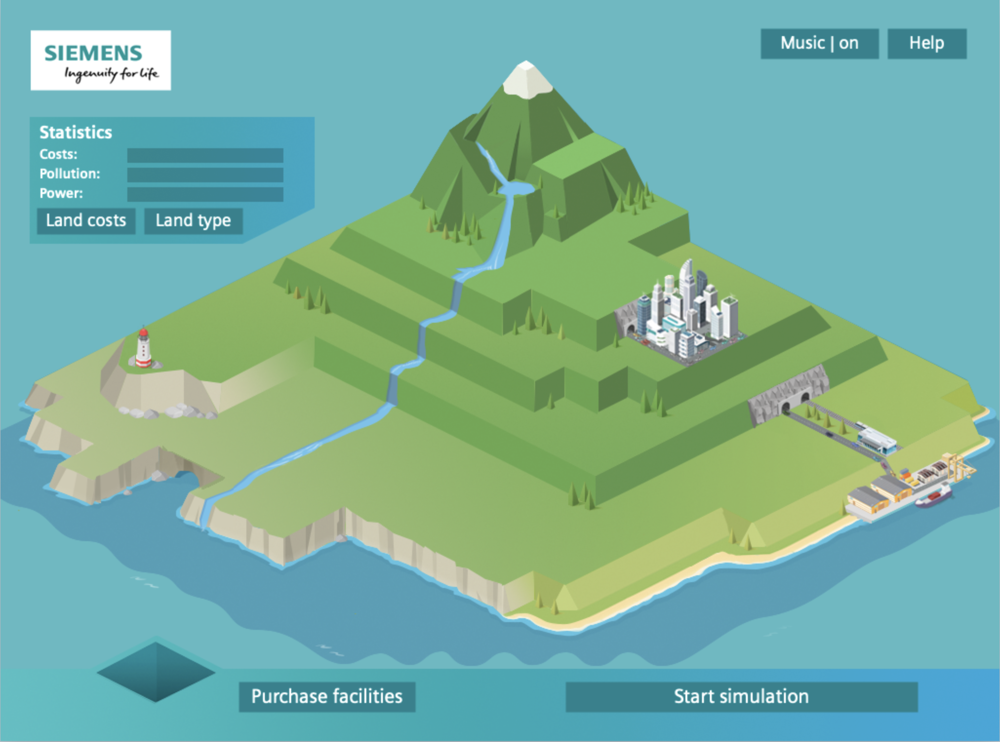 SIEMENS
Ingenuity for life
Music | on
Help
Statistics
Costs:
Pollution:
Power:
Land costs
Land type
Purchase facilities
Start simulation